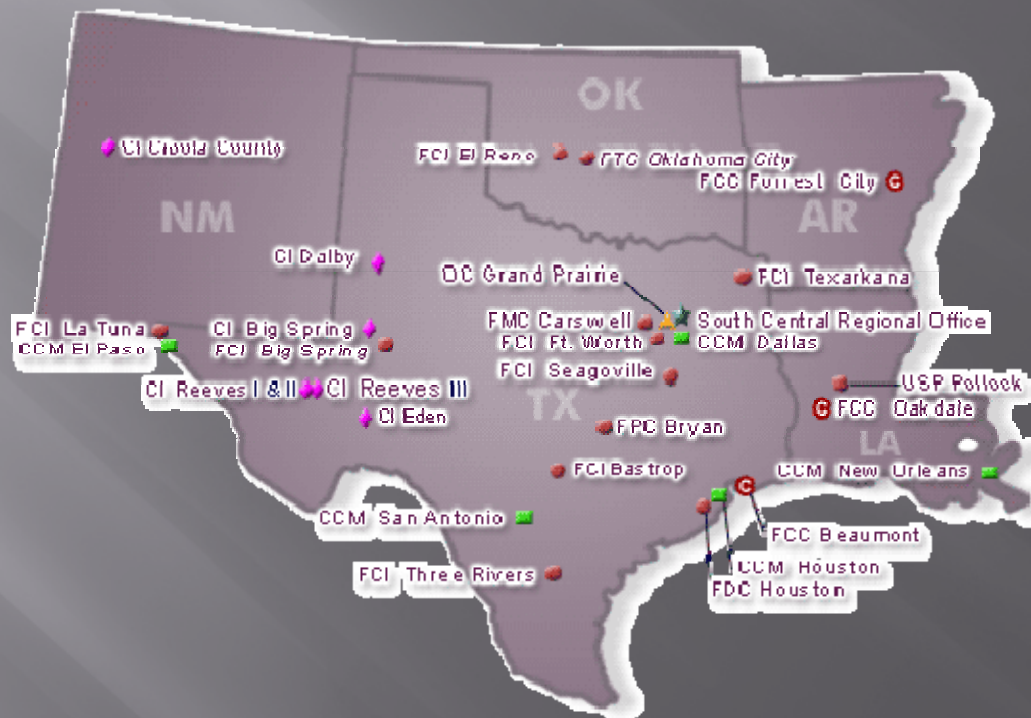 OK
CI Cibola County
FCI El Reno
FTC Oklahoma City
FCC Forrest City G
NM
AR
CI Dalby
OC Grand Prairie
FCI Texarkana
FCI La Tuna
CI Big Spring
FMC Carswell
South Central Regional Office
CCM El Paso
FCI Big Spring
FCI Ft. Worth
CCM Dallas
FCI Seagoville
CI Reeves I & II
CI Reeves III
USP Pollock
TX
CI Eden
G FCC Oakdale
FPC Bryan
LA
FCI Bastrop
CCM New Orleans
C
CCM San Antonio
FCC Beaumont
CCM Houston
FCI Three Rivers
FDC Houston